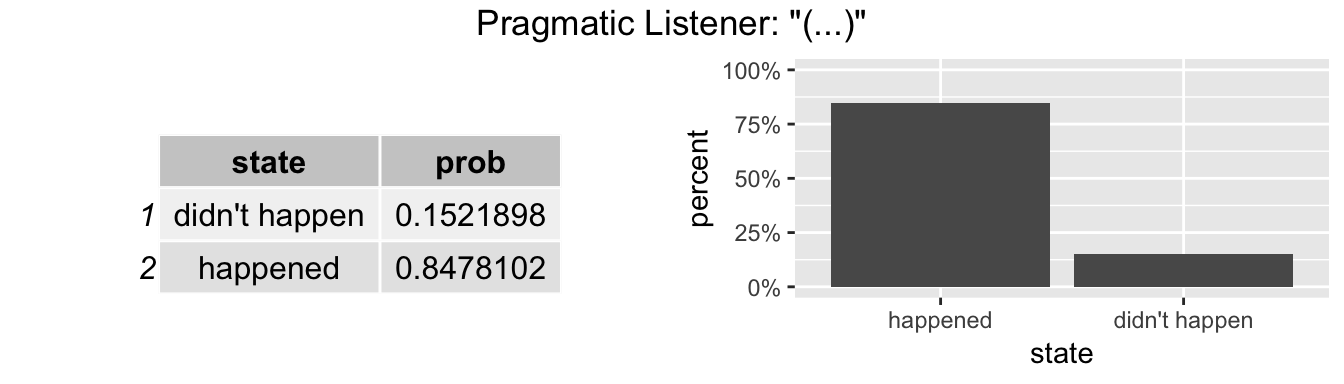 Pragmatic Listener: "(...)"
state prob
1 didn't happen 0.1521898
2 happened 0.8478102
percent
100%
75%
50%
25%
0%
happened didn't happen
state